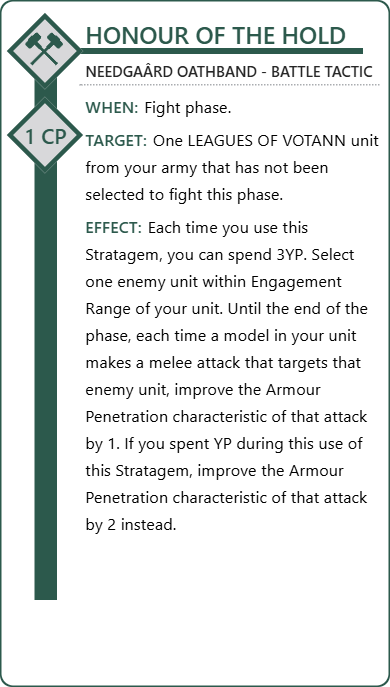 HONOUR OF THE HOLD
NEEDGAÂRD OATHBAND - BATTLE TACTIC
WHEN: Fight phase.
1 CP
TARGET: One LEAGUES OF VOTANN unit
from your army that has not been
selected to fight this phase.
EFFECT: Each time you use this
Stratagem, you can spend 3YP. Select
one enemy unit within Engagement
Range of your unit. Until the end of the
phase, each time a model in your unit
makes a melee attack that targets that
enemy unit, improve the Armour
Penetration characteristic of that attack
by 1. If you spent YP during this use of
this Stratagem, improve the Armour
Penetration characteristic of that attack
by 2 instead.